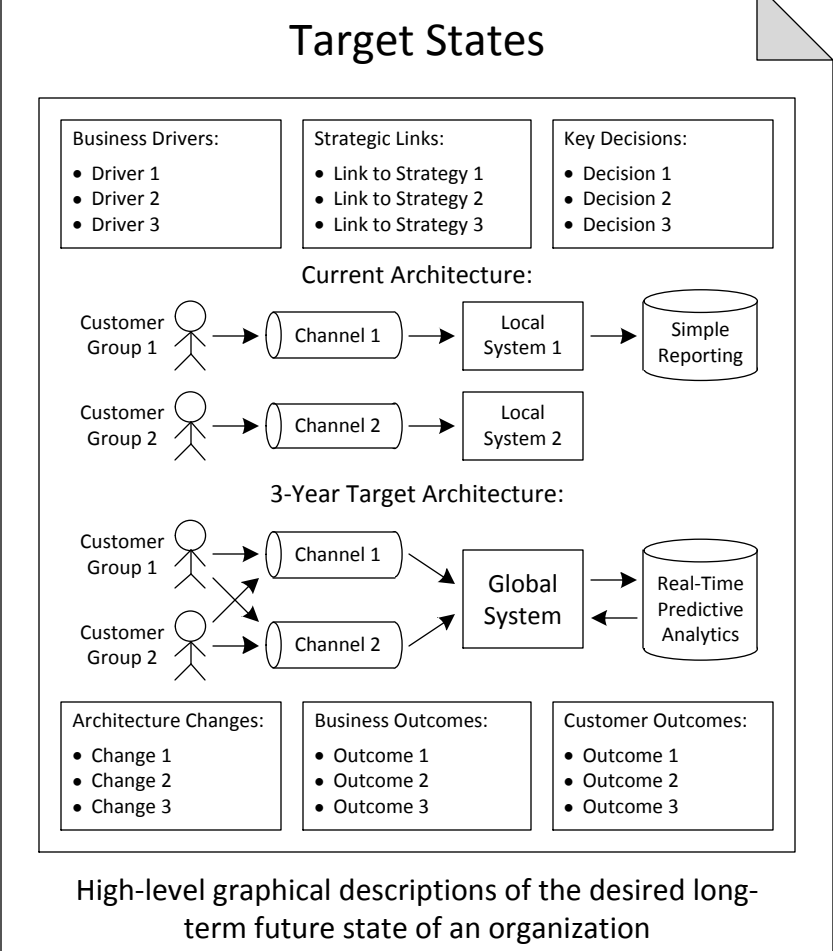 Target States
Business Drivers:
• Driver 1
• Driver 2
• Driver 3
Strategic Links:
• Link to Strategy 1
• Link to Strategy 2
• Link to Strategy 3
Key Decisions:
• Decision 1
• Decision 2
• Decision 3
Current Architecture:
Customer
Group 1
Channel 1
Local
System 1
Simple
Reporting
Customer
Group 2
Channel 2
Local
System 2
3-Year Target Architecture:
Customer
Group 1
Channel 1
Customer
Group 2
Channel 2
Global
System
Real-Time
Predictive
Analytics
Architecture Changes:
• Change 1
• Change 2
• Change 3
Business Outcomes:
• Outcome 1
• Outcome 2
• Outcome 3
Customer Outcomes:
• Outcome 1
• Outcome 2
• Outcome 3
High-level graphical descriptions of the desired long-
term future state of an organization